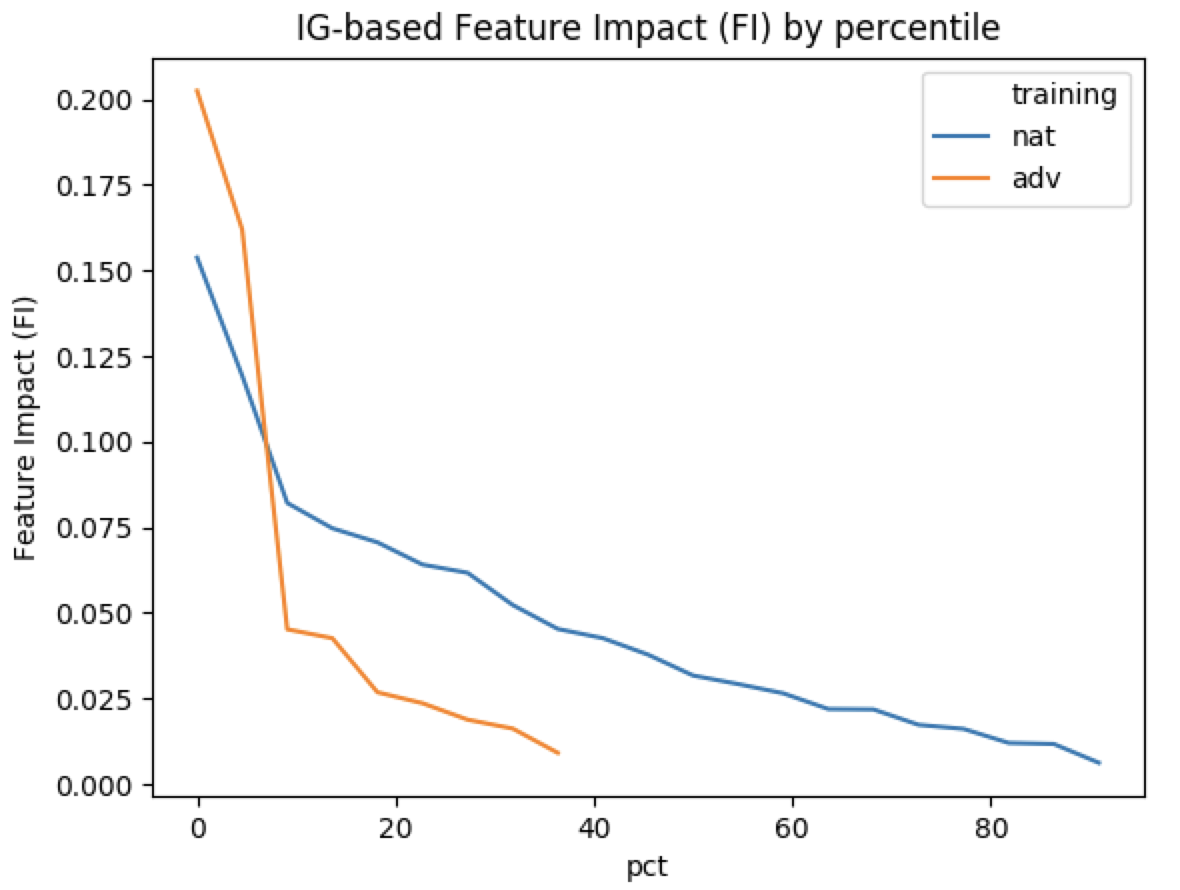 IG-based Feature Impact (FI) by percentile
training
nat
adv
Feature Impact (FI)
0.200
0.175
0.150
0.125
0.100
0.075
0.050
0.025
0.000
0 20 40 60 80
pct